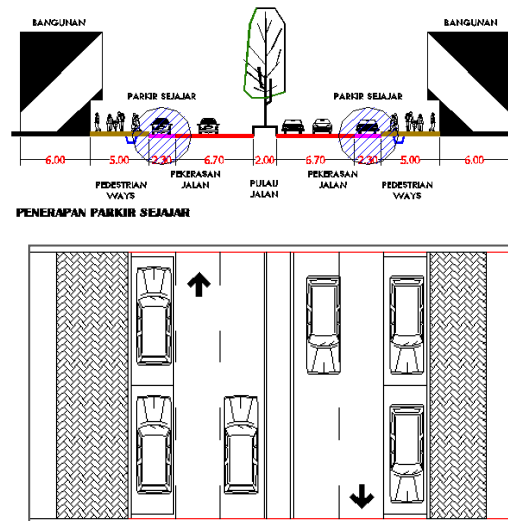 BANGUNAN
BANGUNAN
PARKIR SEJAJAR
PARKIR SEJAJAR
6.00 5.00 2.30 6.70 2.00 6.70 2.30 5.00 6.00
PEDESTRIAN
WAYS
PEKERASAN
JALAN
PULAU
JALAN
PEKERASAN
JALAN
PEDESTRIAN
WAYS
PENERAPAN PARKIR SEJAJAR